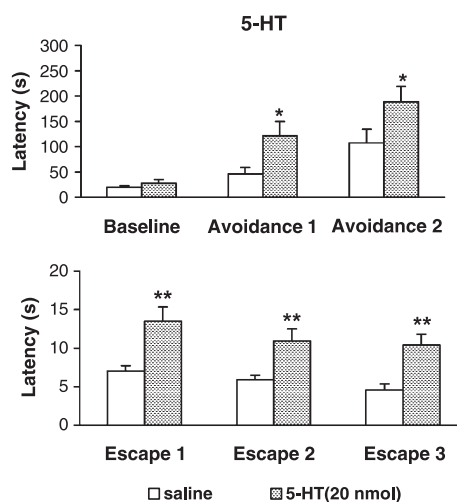 5-HT
Latency (s)
300
250
200
150
100
50
0
*
*
Baseline Avoidance 1 Avoidance 2
Latency (s)
20
15
10
5
0
**
**
**
Escape 1 Escape 2 Escape 3
saline 5-HT(20 nmol)